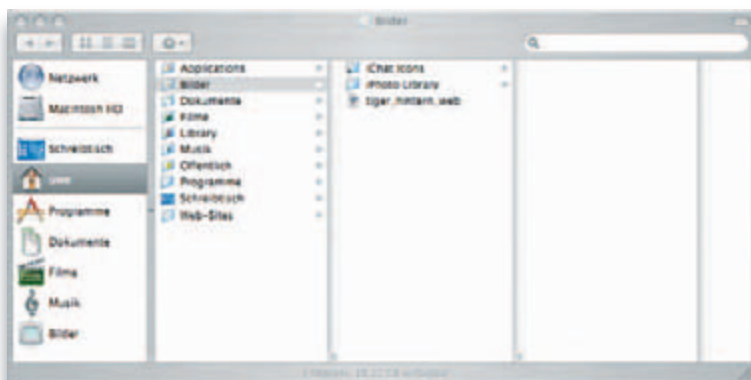 Bilder
Netzwerk
Macintosh HD
Schreibtisch
uwe
Programme
Dokumente
Filme
Musik
Bilder
Applications
Bilder
Dokumente
Filme
Library
Musik
Öffentlich
Programme
Schreibtisch
Web-Sites
iChat Icons
iPhoto Library